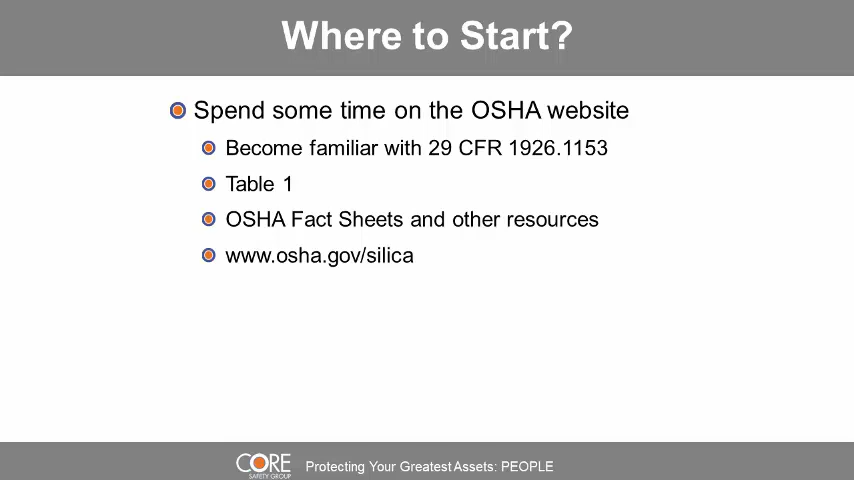 Where to Start?
Spend some time on the OSHA website
Become familiar with 29 CFR 1926.1153
Table 1
OSHA Fact Sheets and other resources
www.osha.gov/silica
CORE
SAFETY GROUP
Protecting Your Greatest Assets: PEOPLE